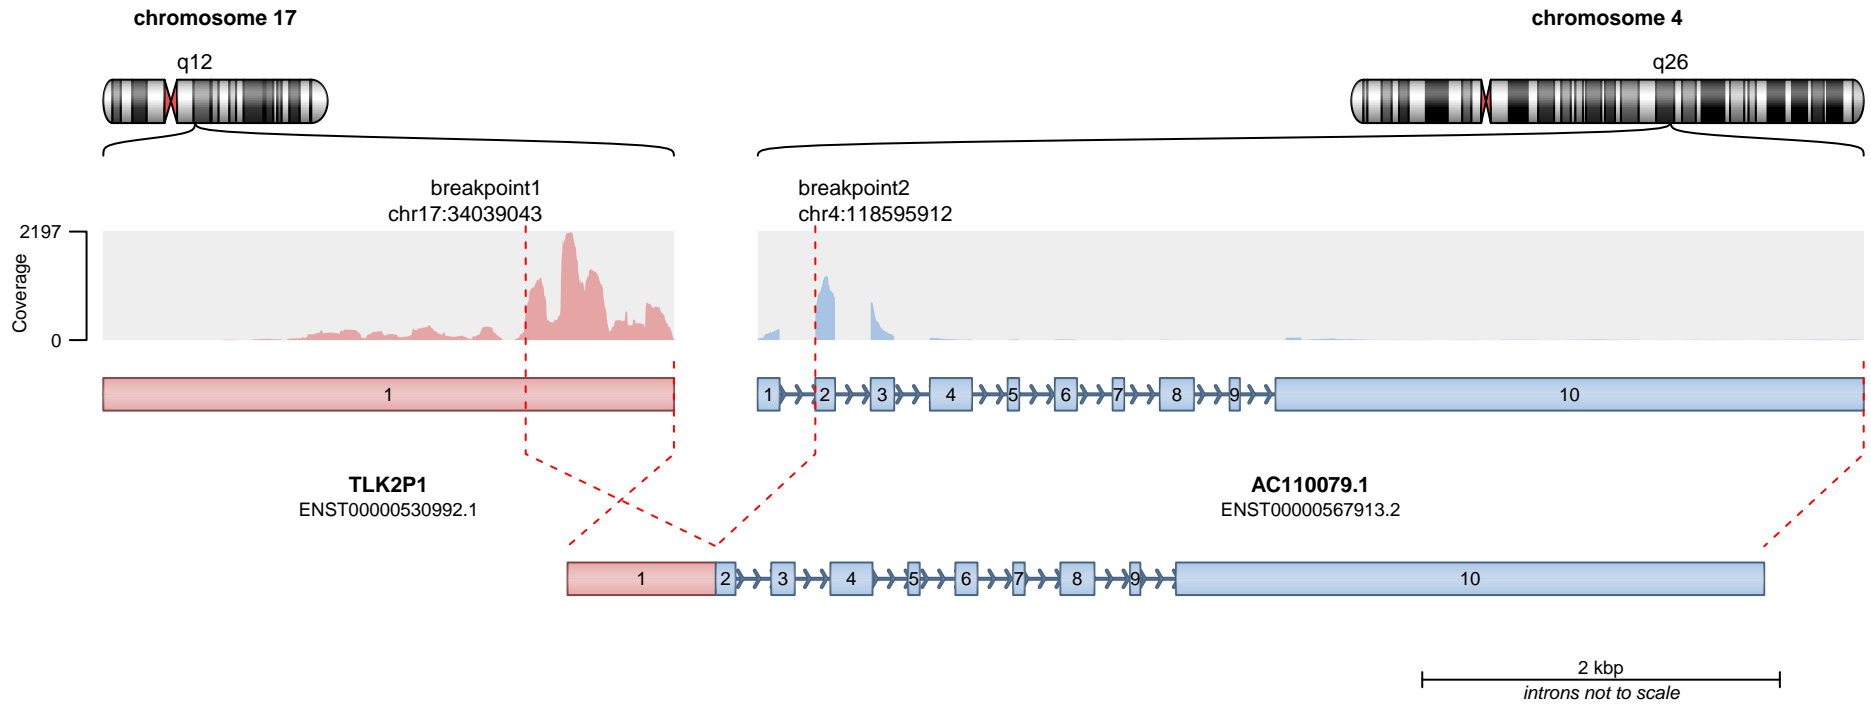 chromosome 17
chromosome 4
q12
q26
breakpoint1
chr17:34039043
breakpoint2
chr4:118595912
2197
Coverage
0
1
1 2 3 4 5 6 7 8 9 10
TLK2P1
ENST00000530992.1
AC110079.1
ENST00000567913.2
1 2 3 4 5 6 7 8 9 10
2 kbp
introns not to scale